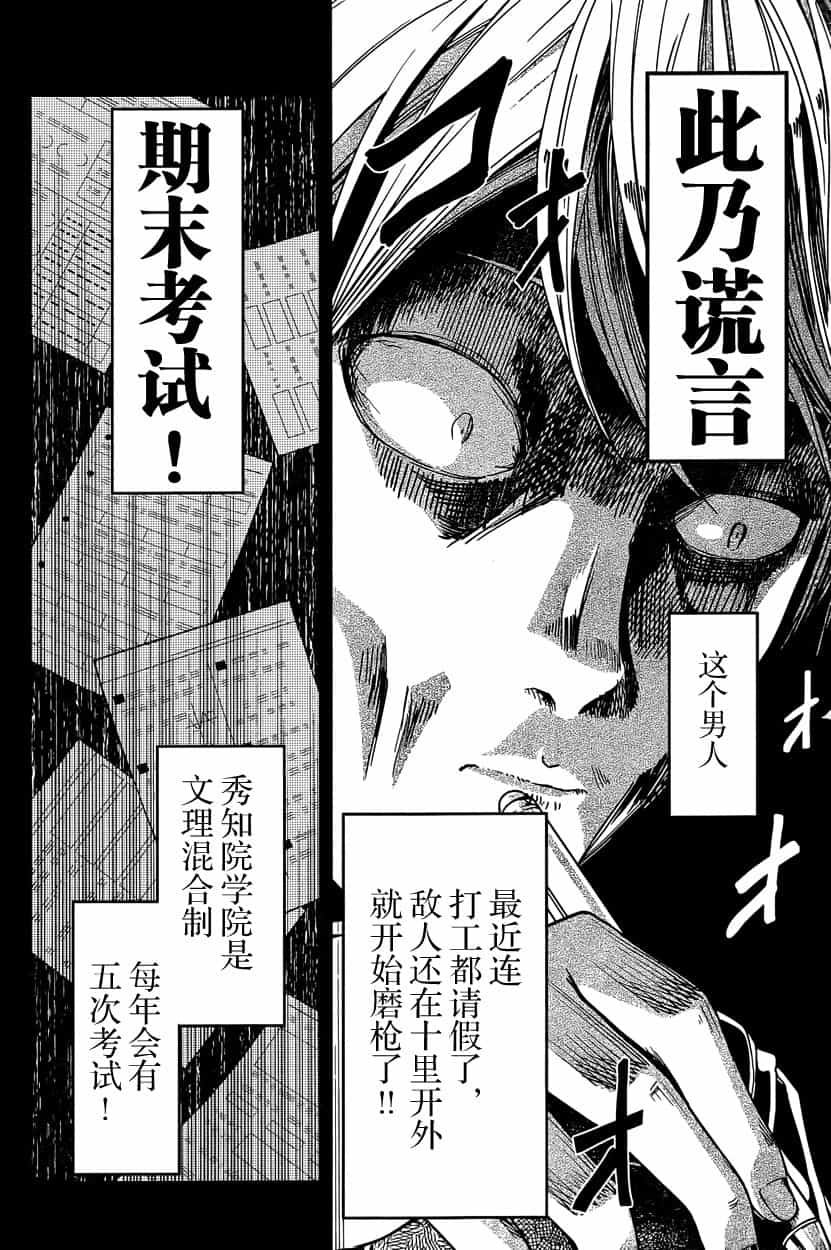 此乃谎言
这个男人
最近连
打工都请假了，
敌人还在十里开外
就开始磨枪了!!
ゴ
オ
オ
オ
オ
期末考试！
秀知院学院是
文理混合制
每年会有
五次考试！